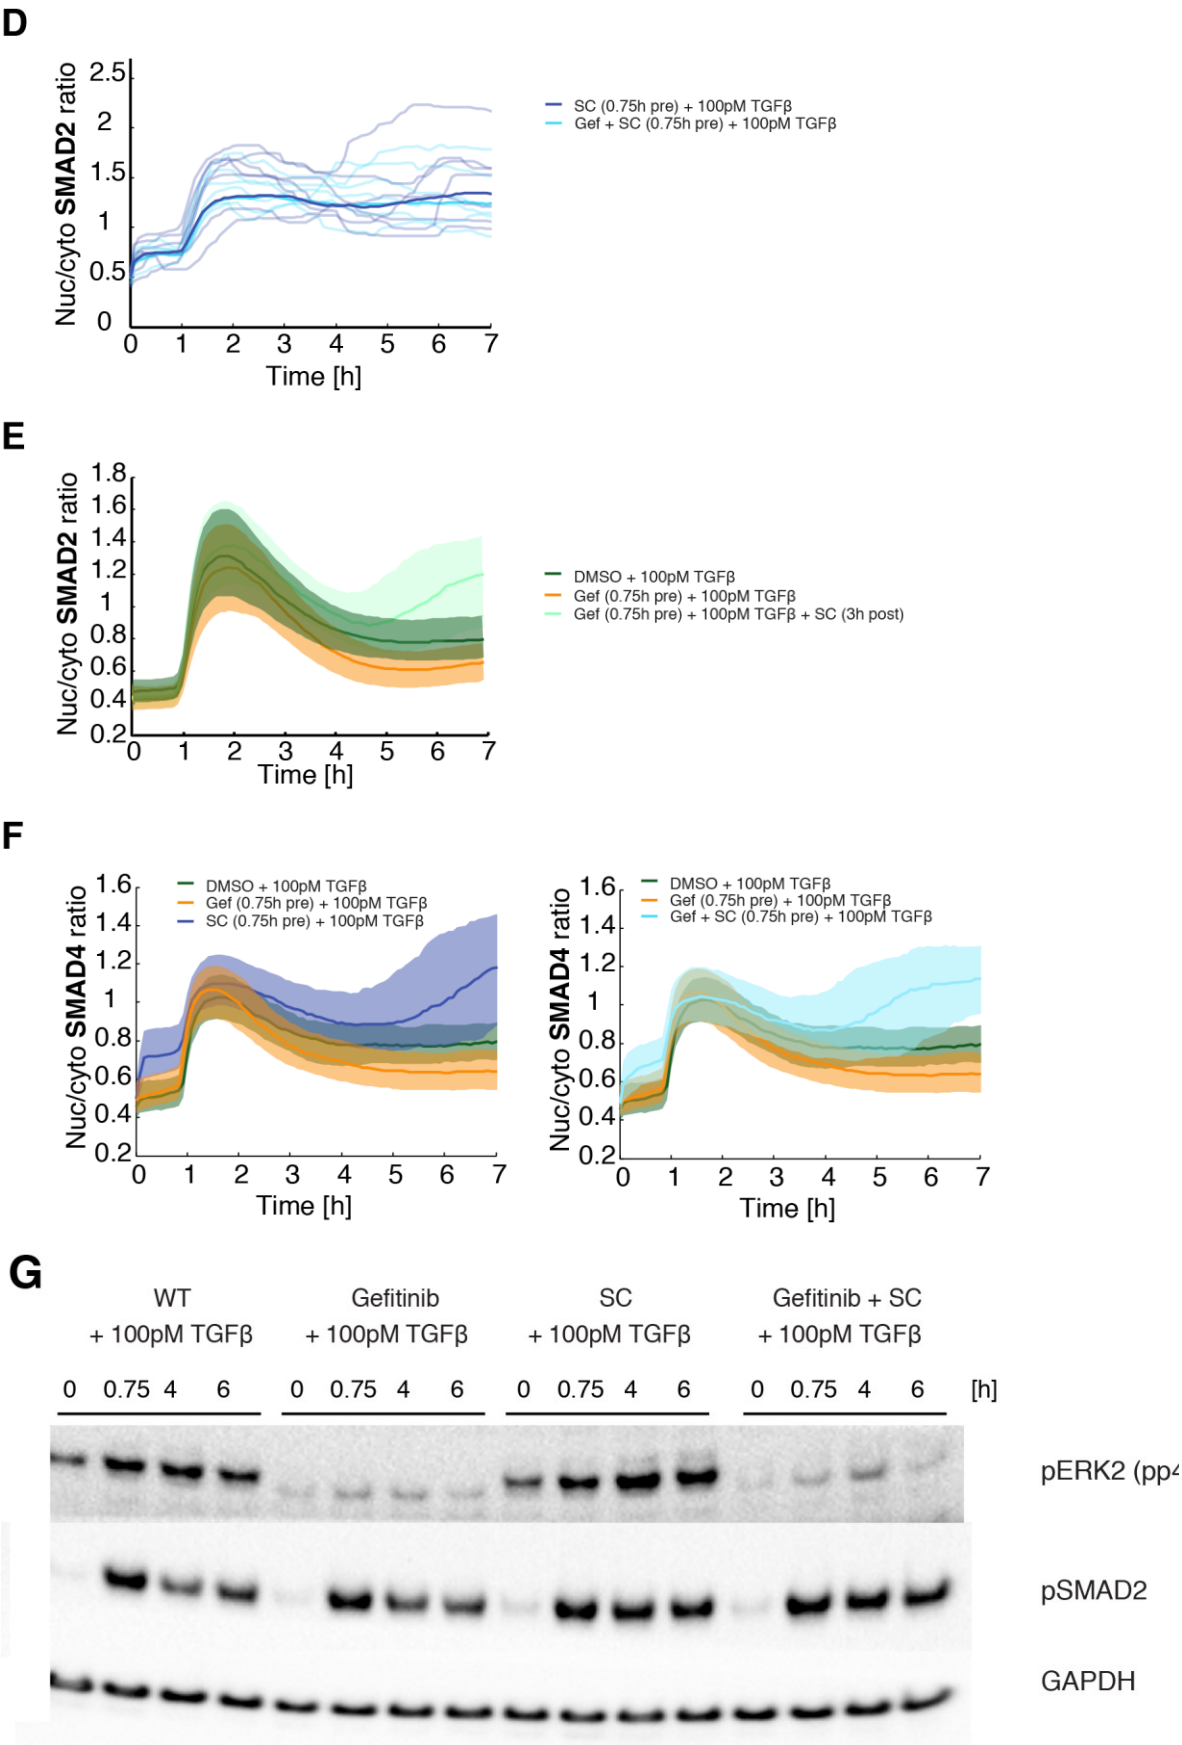 D
Nuc/cyto SMAD2 ratio
2.5
2
1.5
1
0.5
0
0 1 2 3 4 5 6 7
Time [h]
SC (0.75h pre) + 100pM TGFβ
Gef + SC (0.75h pre) + 100pM TGFβ
E
Nuc/cyto SMAD2 ratio
1.8
1.6
1.4
1.2
1
0.8
0.6
0.4
0.2
0 1 2 3 4 5 6 7
Time [h]
DMSO + 100pM TGFβ
Gef (0.75h pre) + 100pM TGFβ
Gef (0.75h pre) + 100pM TGFβ + SC (3h post)
F
Nuc/cyto SMAD4 ratio
1.6
1.4
1.2
1
0.8
0.6
0.4
0.2
0 1 2 3 4 5 6 7
Time [h]
DMSO + 100pM TGFβ
Gef (0.75h pre) + 100pM TGFβ
SC (0.75h pre) + 100pM TGFβ
Nuc/cyto SMAD4 ratio
1.6
1.4
1.2
1
0.8
0.6
0.4
0.2
0 1 2 3 4 5 6 7
Time [h]
DMSO + 100pM TGFβ
Gef (0.75h pre) + 100pM TGFβ
Gef + SC (0.75h pre) + 100pM TGFβ
G
WT Gefitinib SC Gefitinib + SC
+ 100pM TGFβ + 100pM TGFβ + 100pM TGFβ + 100pM TGFβ
0 0.75 4 6 0 0.75 4 6 0 0.75 4 6 0 0.75 4 6 [h]
pERK2 (pp4
pSMAD2
GAPDH